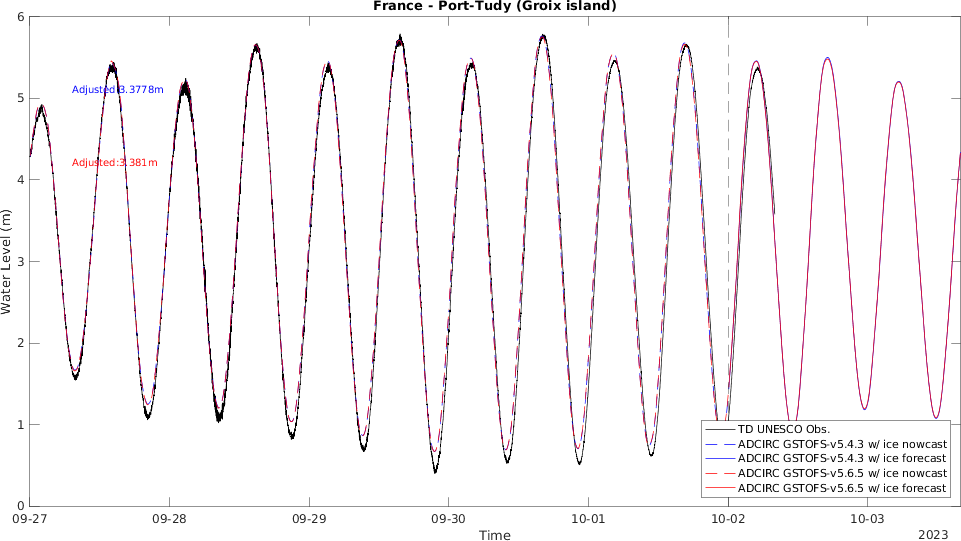 France - Port-Tudy (Groix island)
6
5
4
3
2
1
0
Water Level (m)
Adjusted:3.3778m
Adjusted:3.381m
TD UNESCO Obs.
ADCIRC GSTOFS-v5.4.3 w/ ice nowcast
ADCIRC GSTOFS-v5.4.3 w/ ice forecast
ADCIRC GSTOFS-v5.6.5 w/ ice nowcast
ADCIRC GSTOFS-v5.6.5 w/ ice forecast
09-27 09-28 09-29 09-30 10-01 10-02 10-03
Time
2023